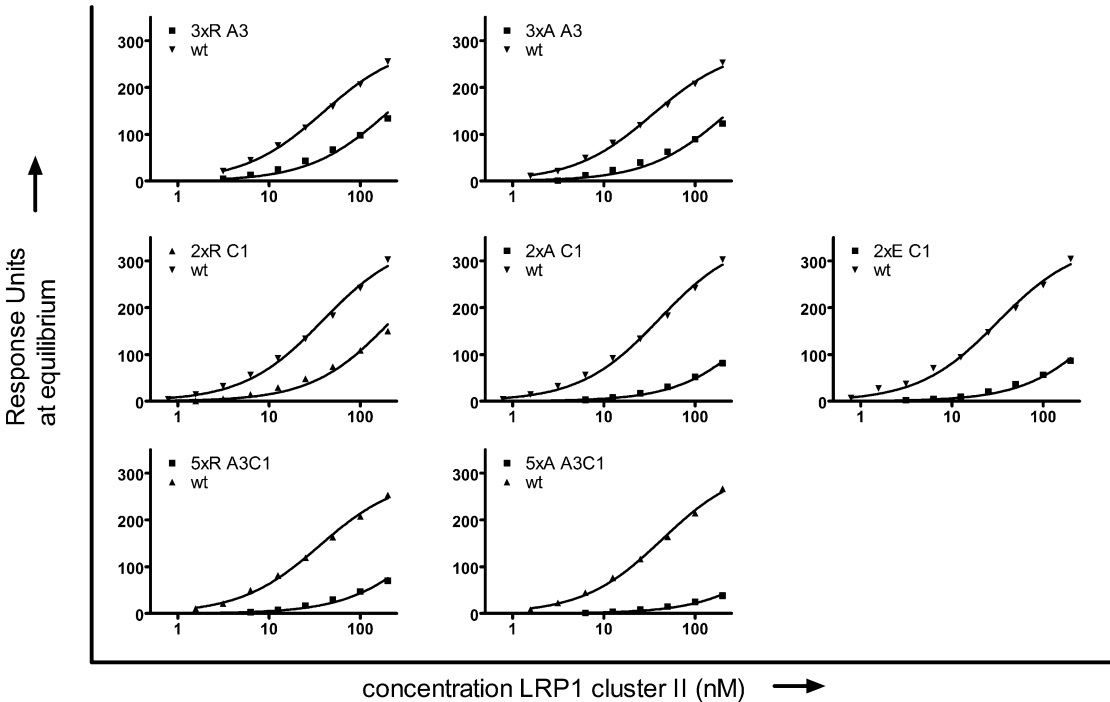 3xR A3
wt
300
200
100
0
1 10 100
3xA A3
wt
300
200
100
0
1 10 100
2xR C1
wt
300
200
100
0
1 10 100
2xA C1
wt
300
200
100
0
1 10 100
2xE C1
wt
300
200
100
0
1 10 100
5xR A3C1
wt
300
200
100
0
1 10 100
5xA A3C1
wt
300
200
100
0
1 10 100
Response Units
at equilibrium
concentration LRP1 cluster II (nM)